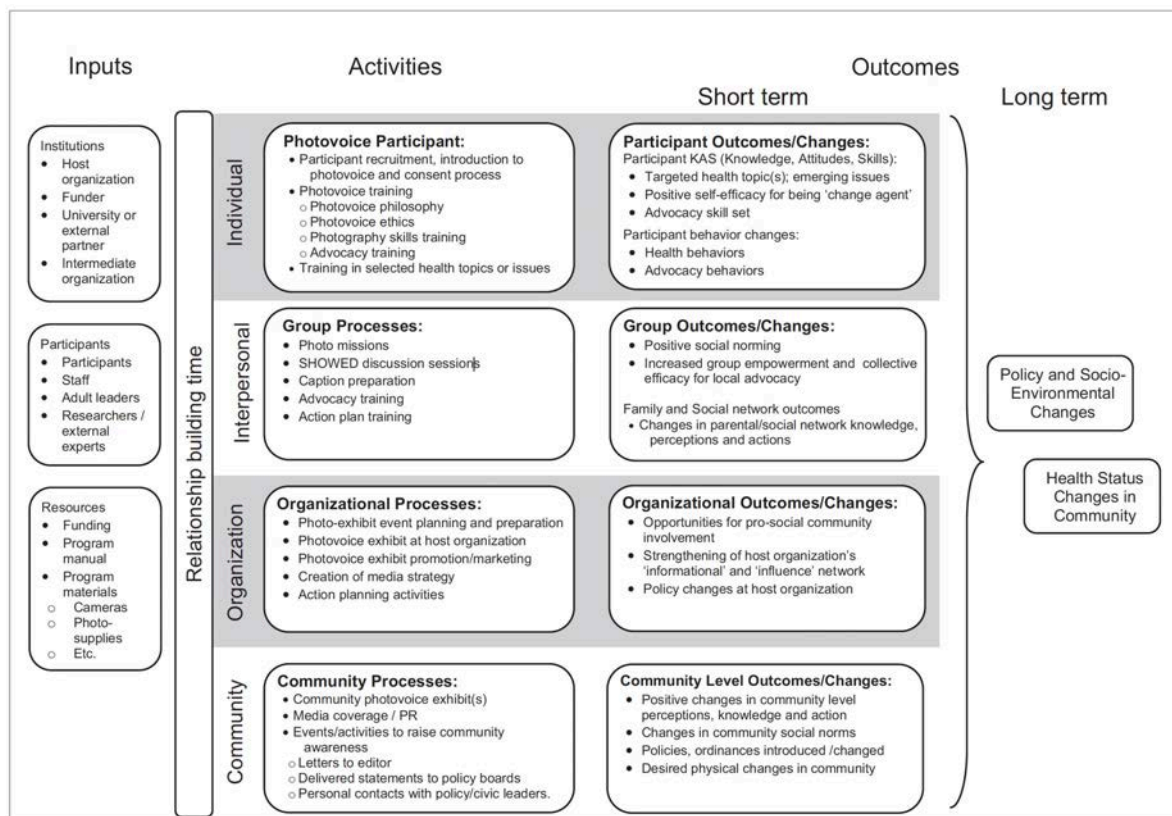 Inputs
Activities
Outcomes
Short term
Long term
Institutions
• Host
organization
• Funder
• University or
external
partner
• Intermediate
organization
Participants
• Participants
• Staff
• Adult leaders
• Researchers /
external
experts
Resources
• Funding
• Program
manual
• Program
materials
o Cameras
o Photo-
supplies
o Etc.
Relationship building time
Individual
Photovoice Participant:
• Participant recruitment, introduction to
photovoice and consent process
• Photovoice training
o Photovoice philosophy
o Photovoice ethics
o Photography skills training
o Advocacy training
• Training in selected health topics or issues
Participant Outcomes/Changes:
Participant KAS (Knowledge, Attitudes, Skills):
• Targeted health topic(s); emerging issues
• Positive self-efficacy for being ‘change agent’
• Advocacy skill set
Participant behavior changes:
• Health behaviors
• Advocacy behaviors
Interpersonal
Group Processes:
• Photo missions
• SHOWED discussion sessions
• Caption preparation
• Advocacy training
• Action plan training
Group Outcomes/Changes:
• Positive social norming
• Increased group empowerment and collective
efficacy for local advocacy
Family and Social network outcomes
• Changes in parental/social network knowledge,
perceptions and actions
Organization
Organizational Processes:
• Photo-exhibit event planning and preparation
• Photovoice exhibit at host organization
• Photovoice exhibit promotion/marketing
• Creation of media strategy
• Action planning activities
Organizational Outcomes/Changes:
• Opportunities for pro-social community
involvement
• Strengthening of host organization’s
‘informational’ and ‘influence’ network
• Policy changes at host organization
Community
Community Processes:
• Community photovoice exhibit(s)
• Media coverage / PR
• Events/activities to raise community
awareness
o Letters to editor
o Delivered statements to policy boards
o Personal contacts with policy/civic leaders.
Community Level Outcomes/Changes:
• Positive changes in community level
perceptions, knowledge and action
• Changes in community social norms
• Policies, ordinances introduced /changed
• Desired physical changes in community
Policy and Socio-
Environmental
Changes
Health Status
Changes in
Community